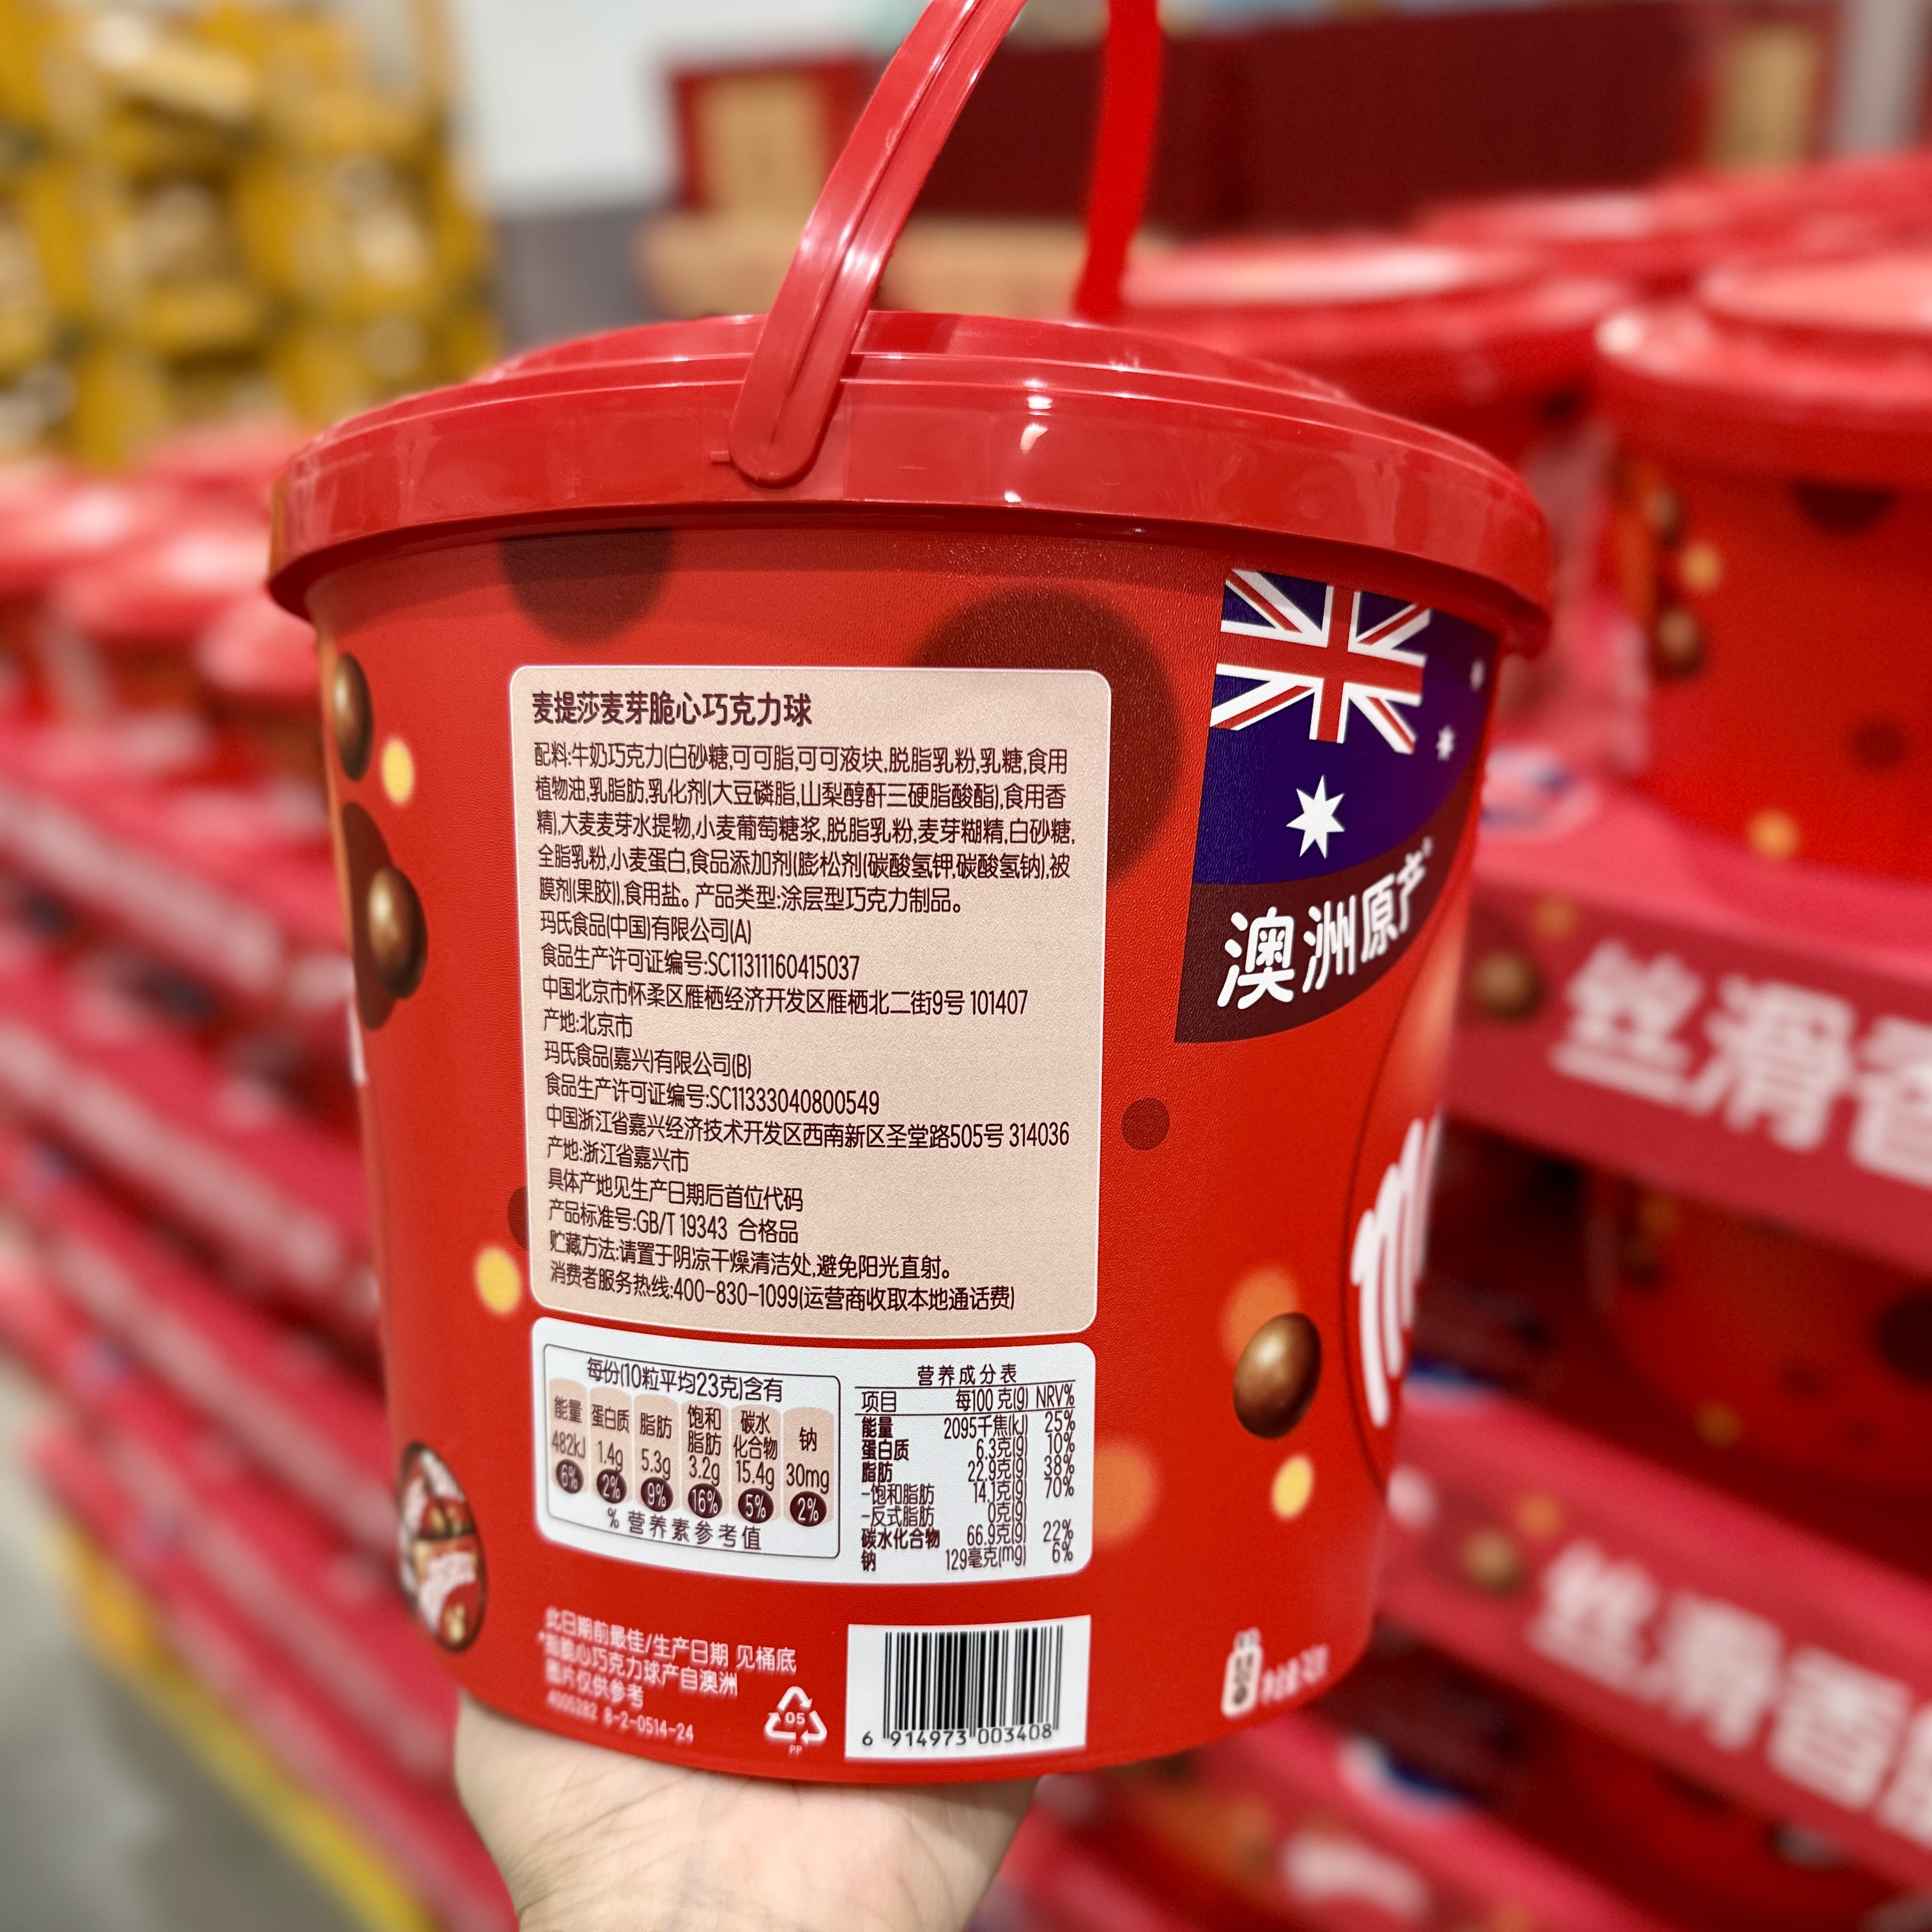 麦提莎麦芽脆心巧克力球
配料:牛奶巧克力(白砂糖,可可脂,可可液块,脱脂乳粉,乳糖,食用
植物油,乳脂肪,乳化剂(大豆磷脂,山梨醇酐三硬脂酸酯),食用香
精),大麦麦芽水提物,小麦葡萄糖浆,脱脂乳粉,麦芽糊精,白砂糖,
全脂乳粉,小麦蛋白,食品添加剂(膨松剂(碳酸氢钾,碳酸氢钠),被
膜剂(果胶)),食用盐。产品类型:涂层型巧克力制品。
玛氏食品(中国)有限公司(A)
食品生产许可证编号:SC11311160415037
中国北京市怀柔区雁栖经济开发区雁栖北二街9号 101407
产地:北京市
玛氏食品(嘉兴)有限公司(B)
食品生产许可证编号:SC11333040800549
中国浙江省嘉兴经济技术开发区西南新区圣堂路505号 314036
产地:浙江省嘉兴市
具体产地见生产日期后首位代码
产品标准号:GB/T 19343 合格品
贮藏方法:请置于阴凉干燥清洁处,避免阳光直射。
消费者服务热线:400-830-1099(运营商收取本地通话费)
每份(10粒平均23克)含有
能量 蛋白质 脂肪 饱和脂肪 碳水化合物 钠
482kJ 1.4g 5.3g 3.2g 15.4g 30mg
6% 2% 9% 16% 5% 2%
% 营养素参考值
营养成分表
项目 每100 克(g) NRV%
能量 2095千焦(kJ) 25%
蛋白质 6.3克(g) 10%
脂肪 22.9克(g) 38%
-饱和脂肪 14.1克(g) 70%
-反式脂肪 0克(g)
碳水化合物 66.9克(g) 22%
钠 129毫克(mg) 6%
此日期前最佳/生产日期 见桶底
*指脆心巧克力球产自澳洲
图片仅供参考
4005282 8-2-0514-24
05
PP
6 914973 003408
澳洲原产*
丝滑香
丝滑香